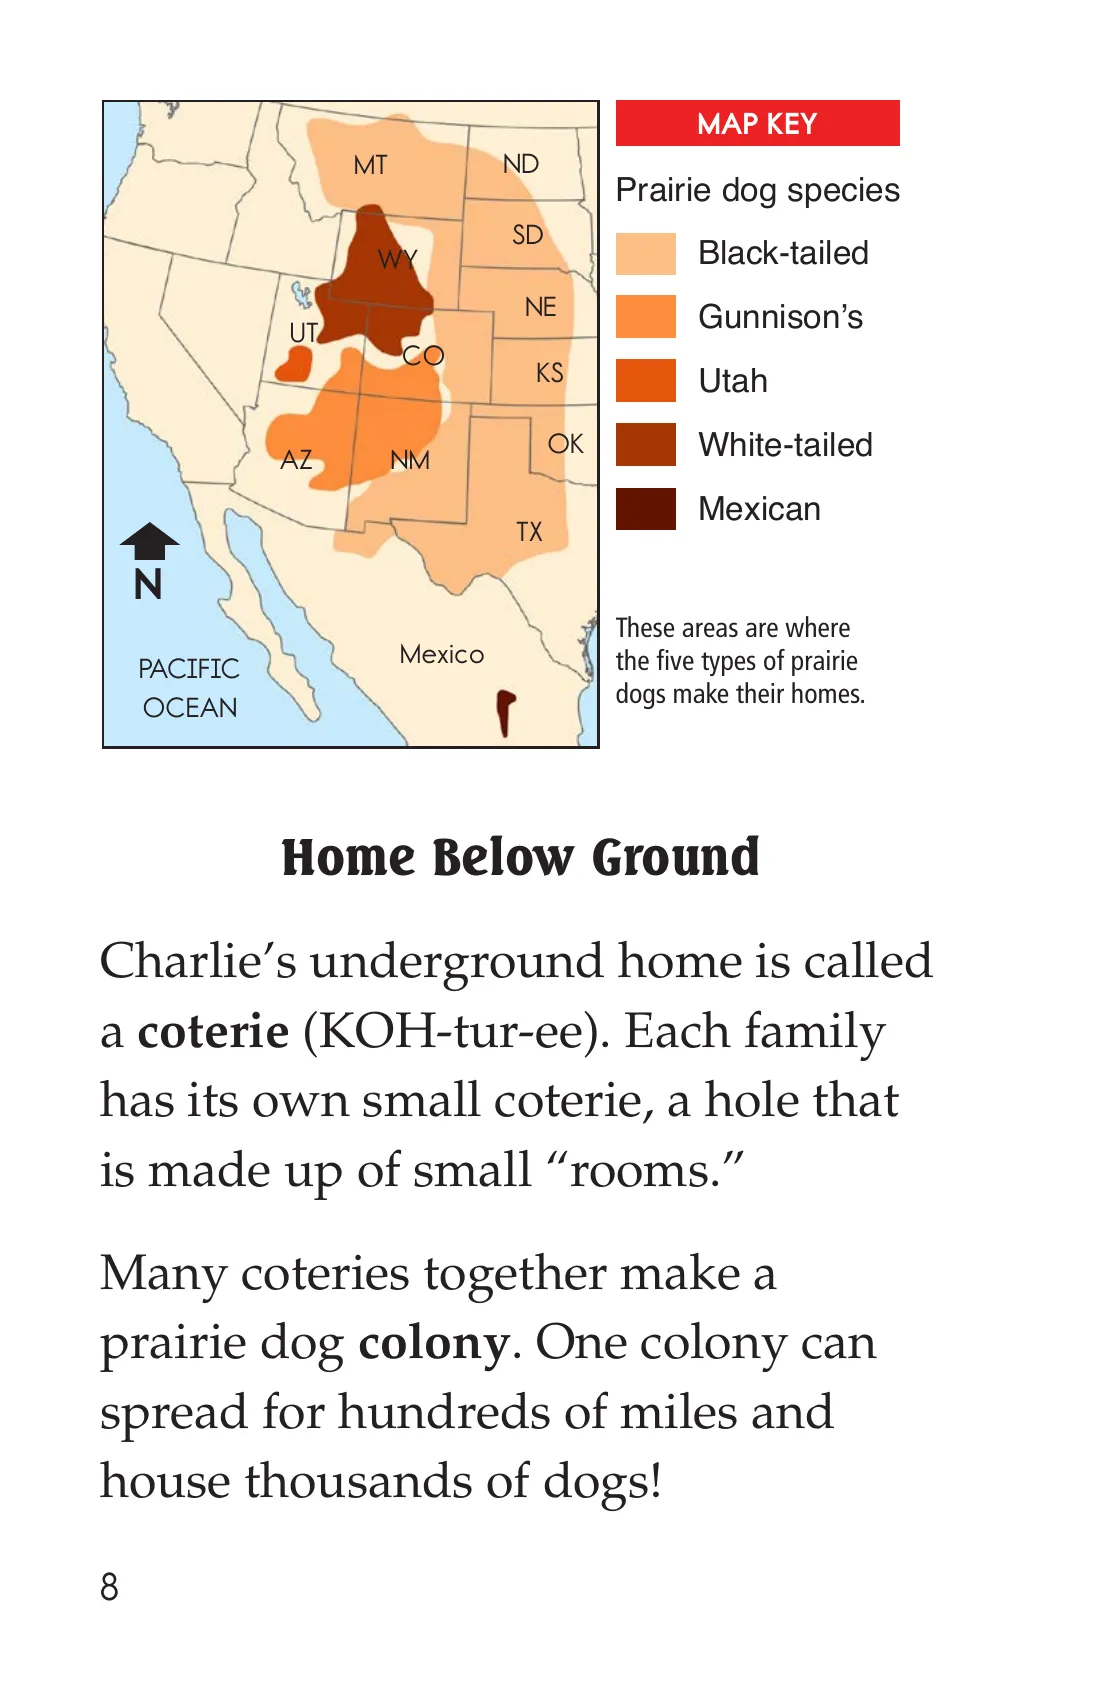 MT
ND
SD
WY
NE
UT
CO
KS
AZ
NM
OK
TX
N
Mexico
PACIFIC
OCEAN
MAP KEY
Prairie dog species
Black-tailed
Gunnison’s
Utah
White-tailed
Mexican
These areas are where
the five types of prairie
dogs make their homes.
Home Below Ground
Charlie’s underground home is called
a coterie (KOH-tur-ee). Each family
has its own small coterie, a hole that
is made up of small “rooms.”
Many coteries together make a
prairie dog colony. One colony can
spread for hundreds of miles and
house thousands of dogs!
8